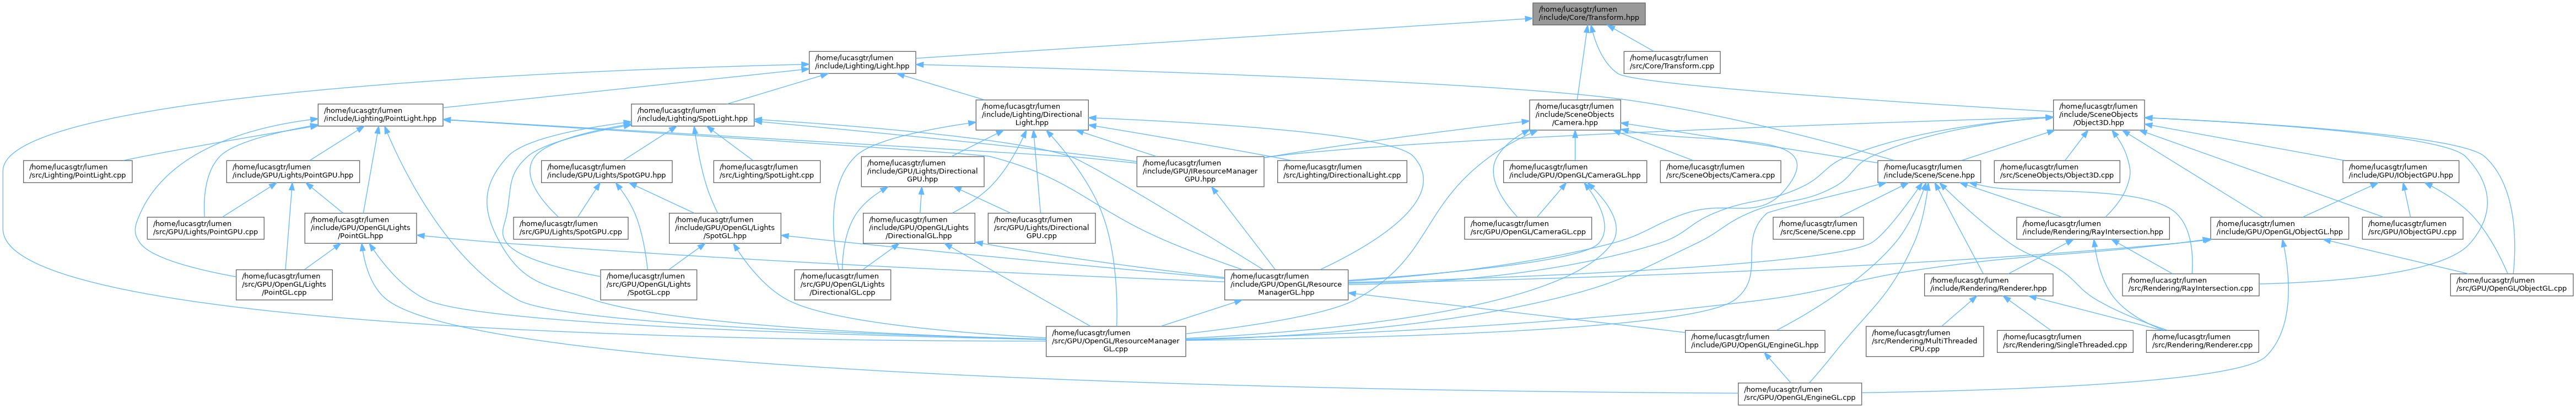 /home/lucasgtr/lumen
/include/Core/Transform.hpp
/home/lucasgtr/lumen
/include/Lighting/Light.hpp
/home/lucasgtr/lumen
/src/Core/Transform.cpp
/home/lucasgtr/lumen
/include/Lighting/PointLight.hpp
/home/lucasgtr/lumen
/include/Lighting/SpotLight.hpp
/home/lucasgtr/lumen
/include/Lighting/Directional
Light.hpp
/home/lucasgtr/lumen
/include/SceneObjects
/Camera.hpp
/home/lucasgtr/lumen
/include/SceneObjects
/Object3D.hpp
/home/lucasgtr/lumen
/src/Lighting/PointLight.cpp
/home/lucasgtr/lumen
/include/GPU/Lights/PointGPU.hpp
/home/lucasgtr/lumen
/include/GPU/Lights/SpotGPU.hpp
/home/lucasgtr/lumen
/src/Lighting/SpotLight.cpp
/home/lucasgtr/lumen
/include/GPU/Lights/Directional
GPU.hpp
/home/lucasgtr/lumen
/include/GPU/IResourceManager
GPU.hpp
/home/lucasgtr/lumen
/src/Lighting/DirectionalLight.cpp
/home/lucasgtr/lumen
/include/GPU/OpenGL/CameraGL.hpp
/home/lucasgtr/lumen
/src/SceneObjects/Camera.cpp
/home/lucasgtr/lumen
/include/Scene/Scene.hpp
/home/lucasgtr/lumen
/src/SceneObjects/Object3D.cpp
/home/lucasgtr/lumen
/include/GPU/IObjectGPU.hpp
/home/lucasgtr/lumen
/src/GPU/Lights/PointGPU.cpp
/home/lucasgtr/lumen
/include/GPU/OpenGL/Lights
/PointGL.hpp
/home/lucasgtr/lumen
/src/GPU/Lights/SpotGPU.cpp
/home/lucasgtr/lumen
/include/GPU/OpenGL/Lights
/SpotGL.hpp
/home/lucasgtr/lumen
/include/GPU/OpenGL/Lights
/DirectionalGL.hpp
/home/lucasgtr/lumen
/src/GPU/Lights/Directional
GPU.cpp
/home/lucasgtr/lumen
/src/GPU/OpenGL/CameraGL.cpp
/home/lucasgtr/lumen
/src/Scene/Scene.cpp
/home/lucasgtr/lumen
/include/Rendering/RayIntersection.hpp
/home/lucasgtr/lumen
/include/GPU/OpenGL/ObjectGL.hpp
/home/lucasgtr/lumen
/src/GPU/IObjectGPU.cpp
/home/lucasgtr/lumen
/src/GPU/OpenGL/Lights
/PointGL.cpp
/home/lucasgtr/lumen
/src/GPU/OpenGL/Lights
/SpotGL.cpp
/home/lucasgtr/lumen
/src/GPU/OpenGL/Lights
/DirectionalGL.cpp
/home/lucasgtr/lumen
/include/GPU/OpenGL/Resource
ManagerGL.hpp
/home/lucasgtr/lumen
/include/Rendering/Renderer.hpp
/home/lucasgtr/lumen
/src/Rendering/RayIntersection.cpp
/home/lucasgtr/lumen
/src/GPU/OpenGL/ObjectGL.cpp
/home/lucasgtr/lumen
/src/GPU/OpenGL/ResourceManager
GL.cpp
/home/lucasgtr/lumen
/include/GPU/OpenGL/EngineGL.hpp
/home/lucasgtr/lumen
/src/Rendering/MultiThreaded
CPU.cpp
/home/lucasgtr/lumen
/src/Rendering/SingleThreaded.cpp
/home/lucasgtr/lumen
/src/Rendering/Renderer.cpp
/home/lucasgtr/lumen
/src/GPU/OpenGL/EngineGL.cpp